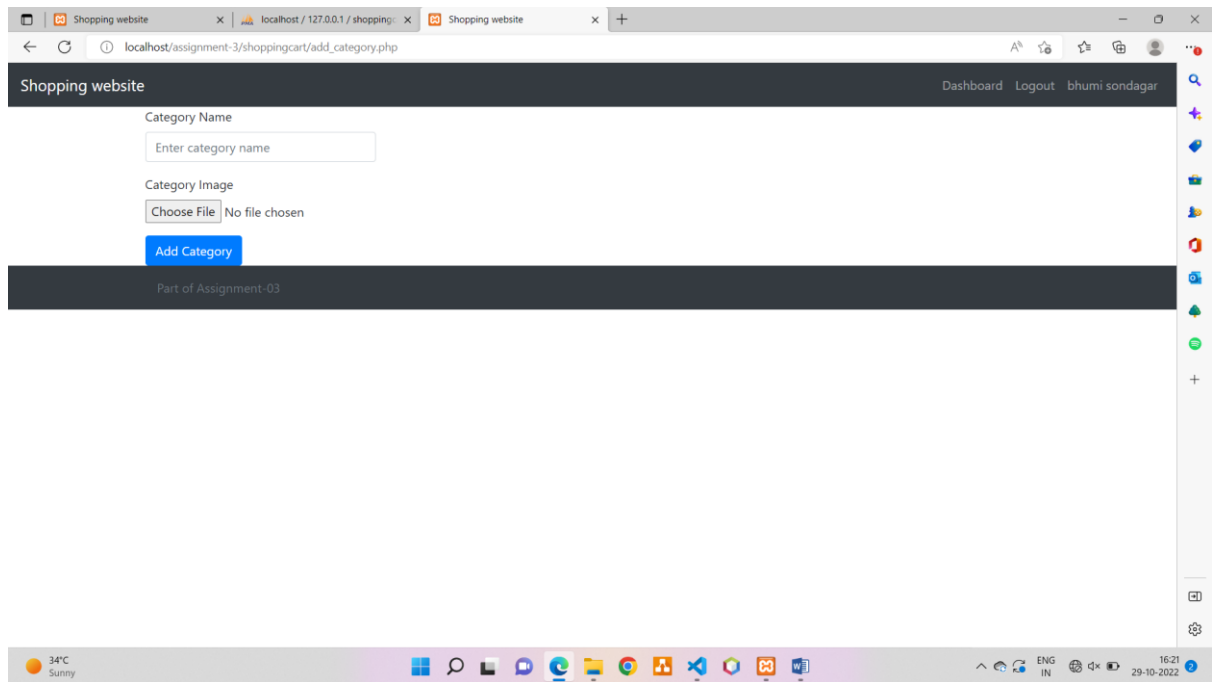 Shopping website
localhost / 127.0.0.1 / shoppingc
Shopping website
localhost/assignment-3/shoppingcart/add_category.php
Shopping website
Dashboard Logout bhumi sondagar
Category Name
Enter category name
Category Image
Choose File No file chosen
Add Category
Part of Assignment-03
34°C
Sunny
ENG
IN
16:21
29-10-2022
2